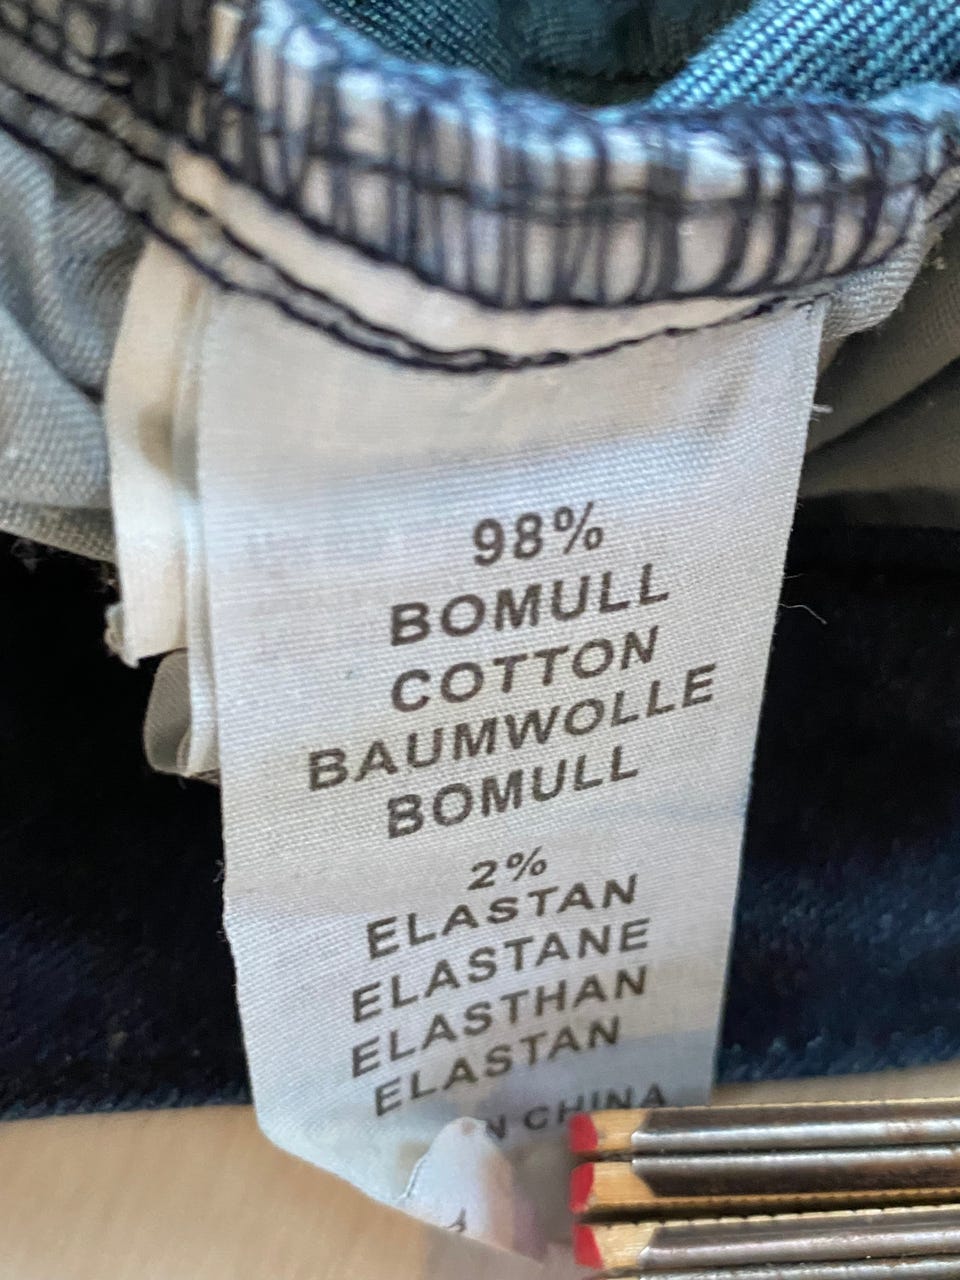 98%
BOMULL
COTTON
BAUMWOLLE
BOMULL
2%
ELASTAN
ELASTANE
ELASTHAN
ELASTAN
CHINA